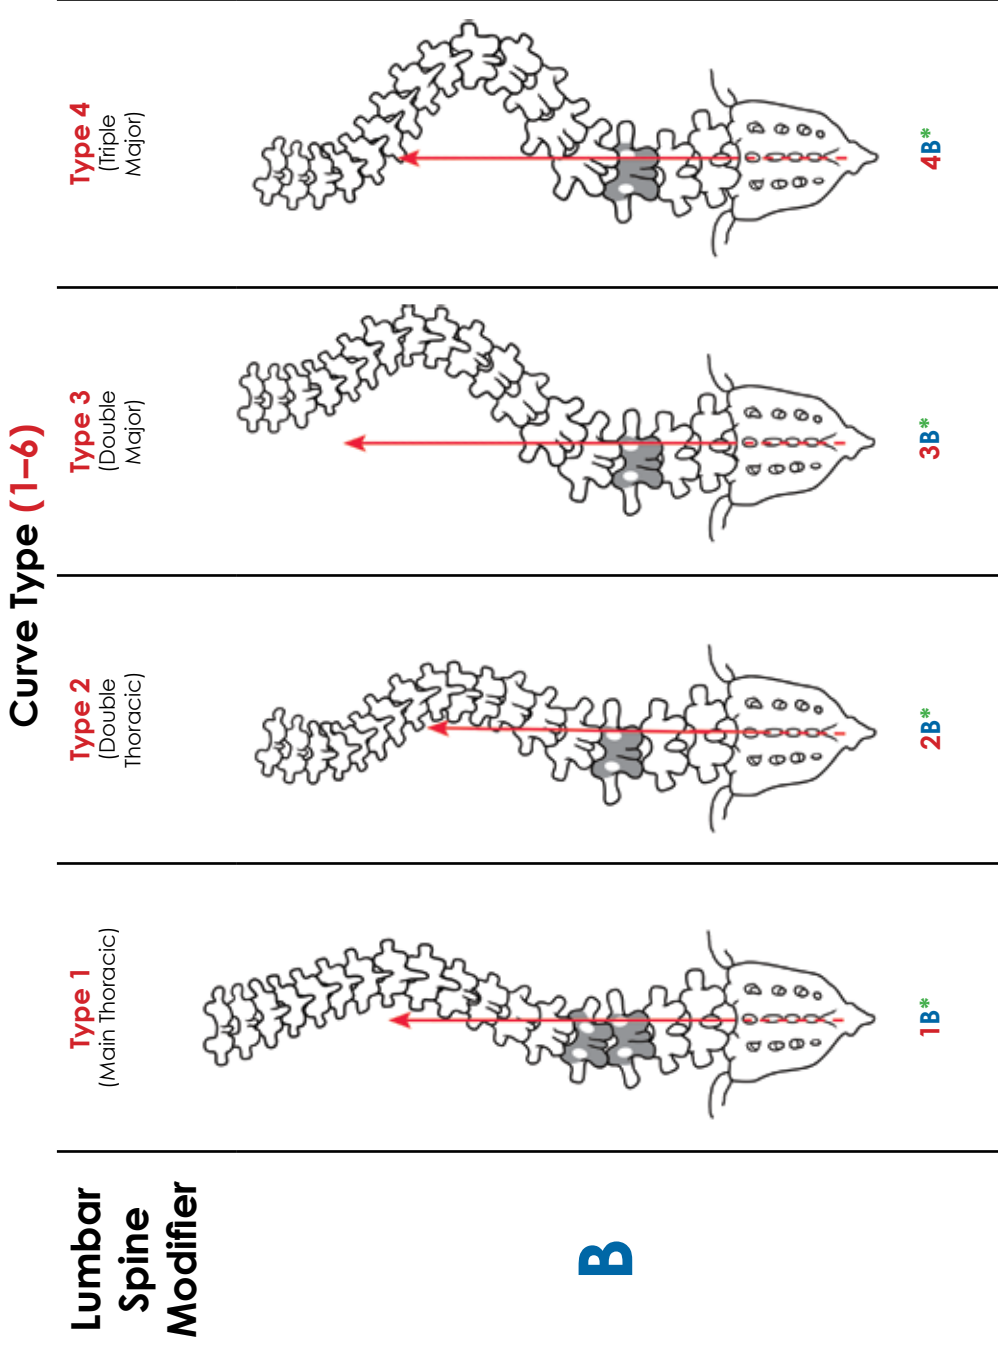 Curve Type (1–6)
Lumbar
Spine
Modifier
Type 1
(Main Thoracic)
Type 2
(Double
Thoracic)
Type 3
(Double
Major)
Type 4
(Triple
Major)
B
1B*
2B*
3B*
4B*